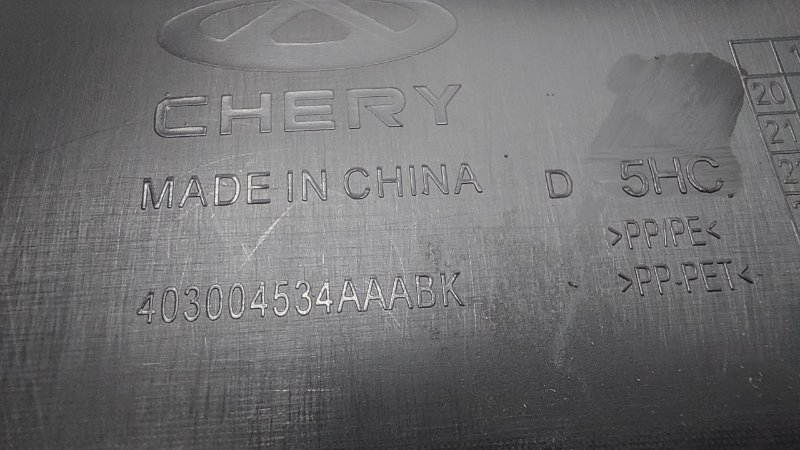 CHERY
MADE IN CHINA D 5HC
>PP/PE<
403004534AAABK >PP-PET<
20
21